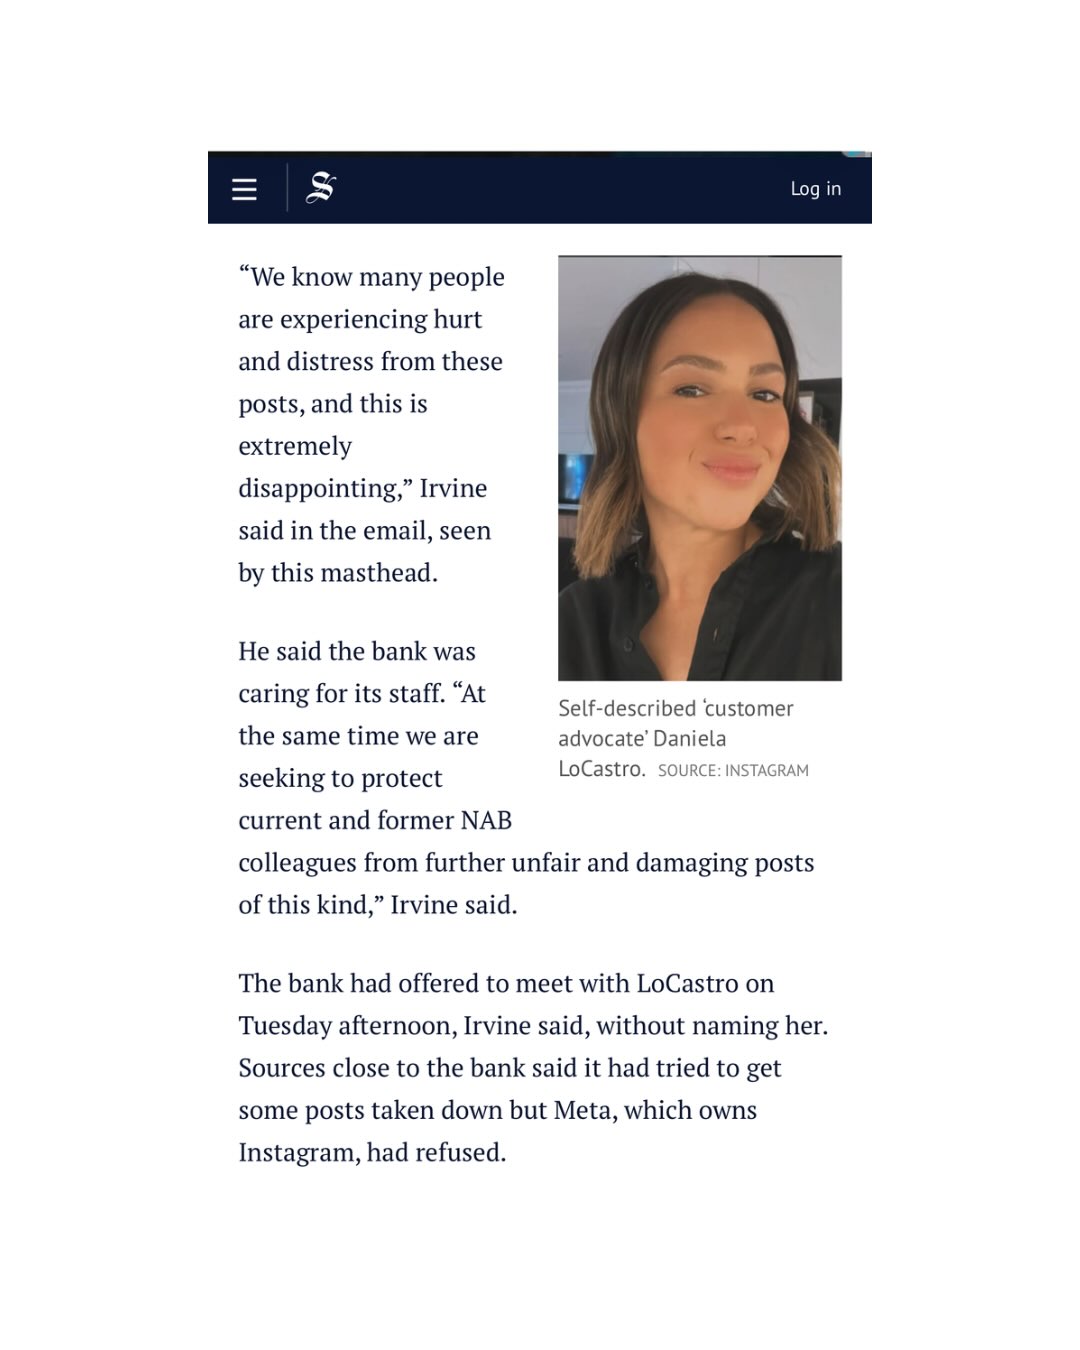 S
Log in
“We know many people
are experiencing hurt
and distress from these
posts, and this is
extremely
disappointing,” Irvine
said in the email, seen
by this masthead.
He said the bank was
caring for its staff. “At
the same time we are
seeking to protect
current and former NAB
colleagues from further unfair and damaging posts
of this kind,” Irvine said.
Self-described ‘customer
advocate’ Daniela
LoCastro. SOURCE: INSTAGRAM
The bank had offered to meet with LoCastro on
Tuesday afternoon, Irvine said, without naming her.
Sources close to the bank said it had tried to get
some posts taken down but Meta, which owns
Instagram, had refused.